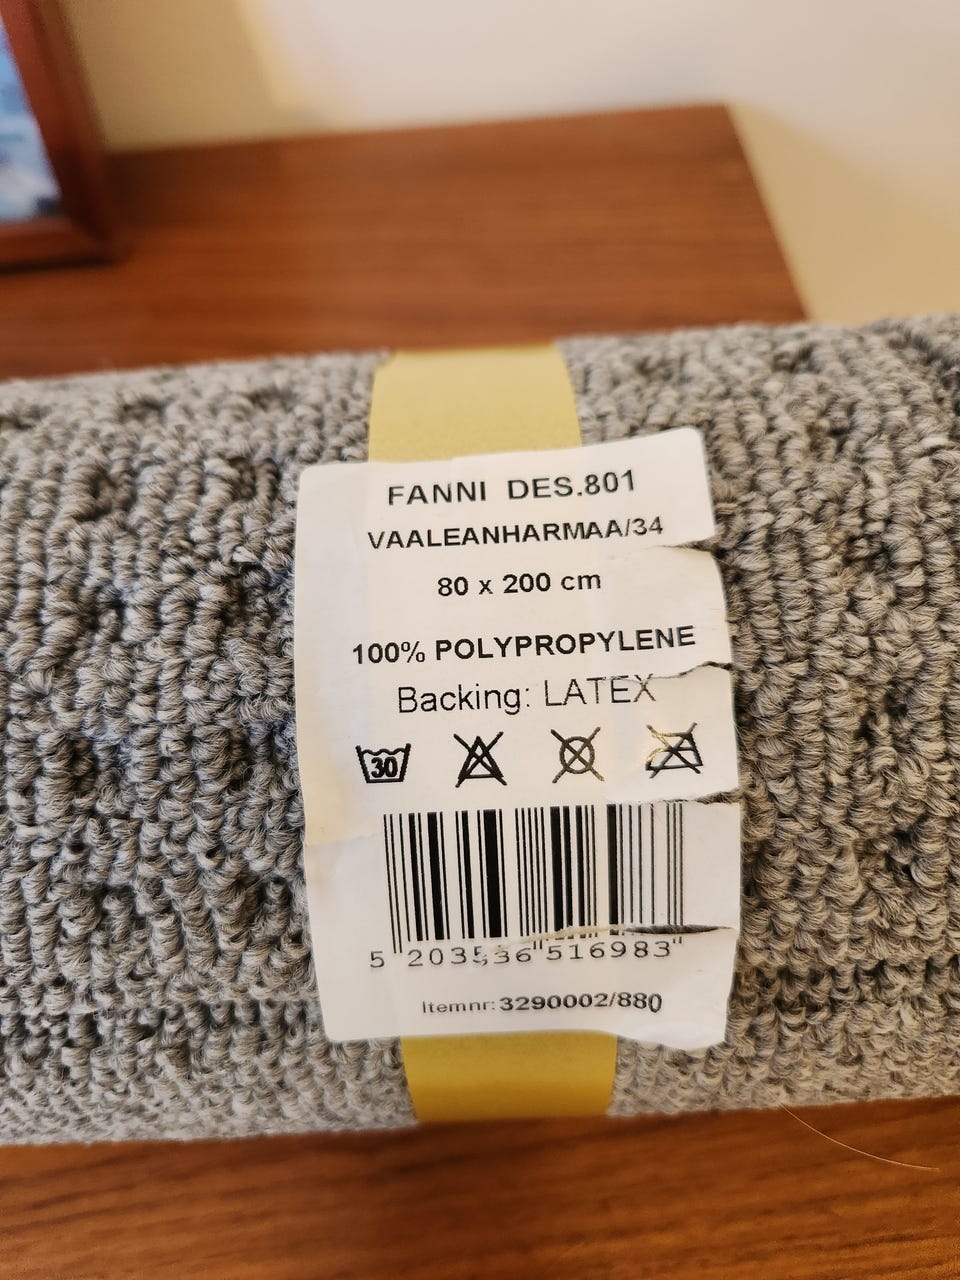 FANNI DES.801
VAALEANHARMAA/34
80 x 200 cm
100% POLYPROPYLENE
Backing: LATEX
30
5 203536 516983
Itemnr: 3290002/880